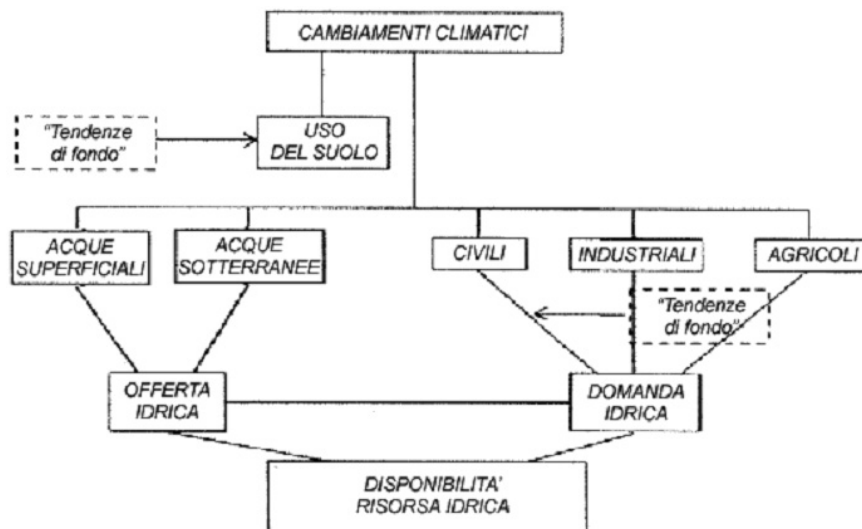 CAMBIAMENTI CLIMATICI
"Tendenze
di fondo"
USO
DEL SUOLO
ACQUE
SUPERFICIALI
ACQUE
SOTTERRANEE
CIVILI
INDUSTRIALI
AGRICOLI
"Tendenze
di fondo"
OFFERTA
IDRICA
DOMANDA
IDRICA
DISPONIBILITA'
RISORSA IDRICA